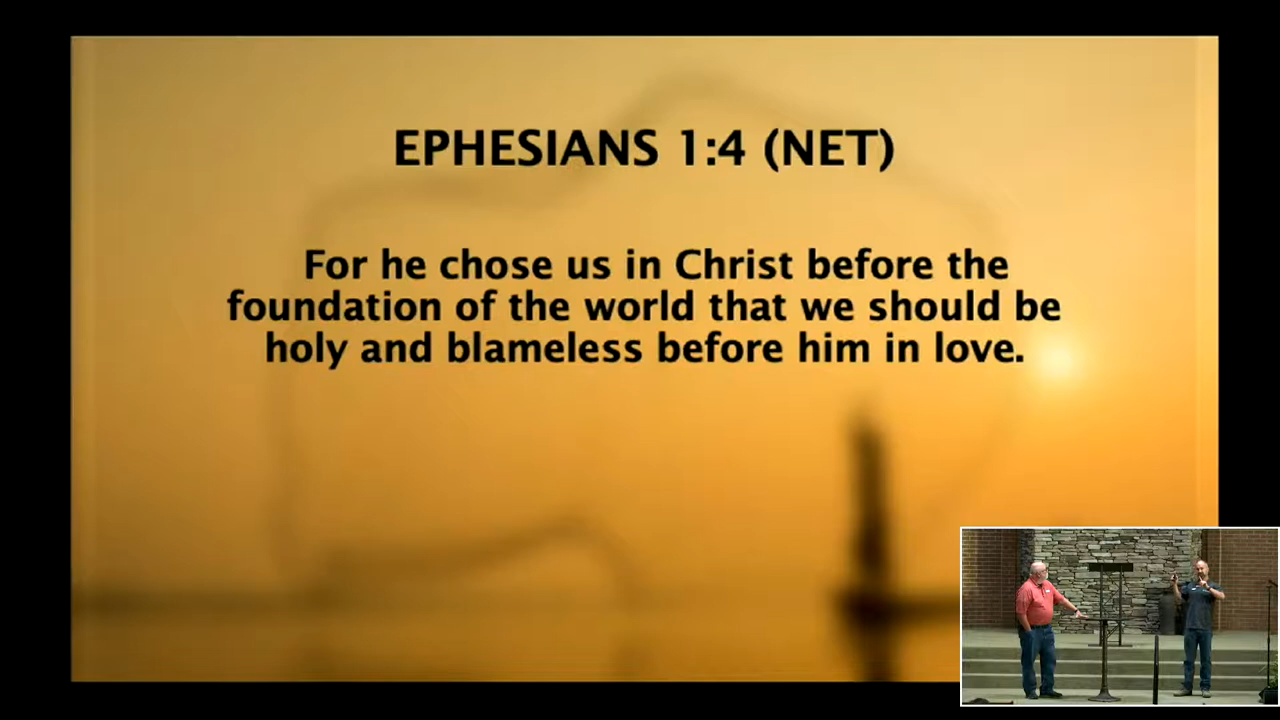 EPHESIANS 1:4 (NET)
For he chose us in Christ before the
foundation of the world that we should be
holy and blameless before him in love.